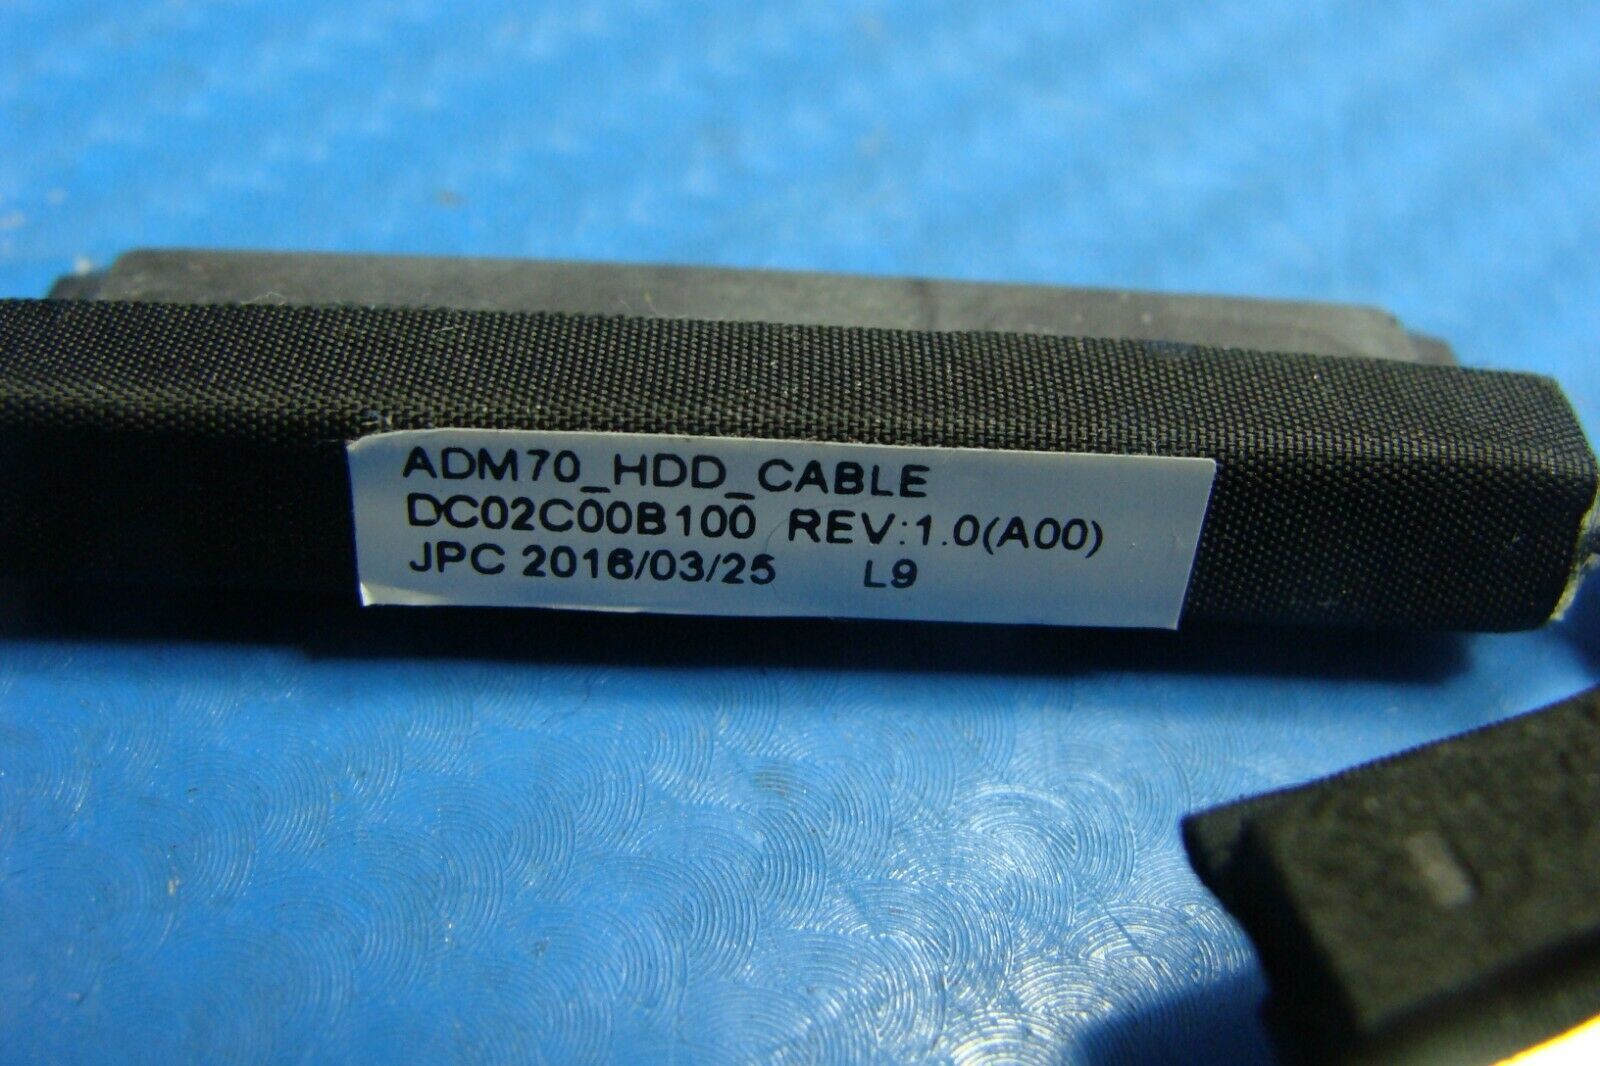 ADM70_HDD_CABLE
DC02C00B100 REV:1.0(A00)
JPC 2016/03/25 L9